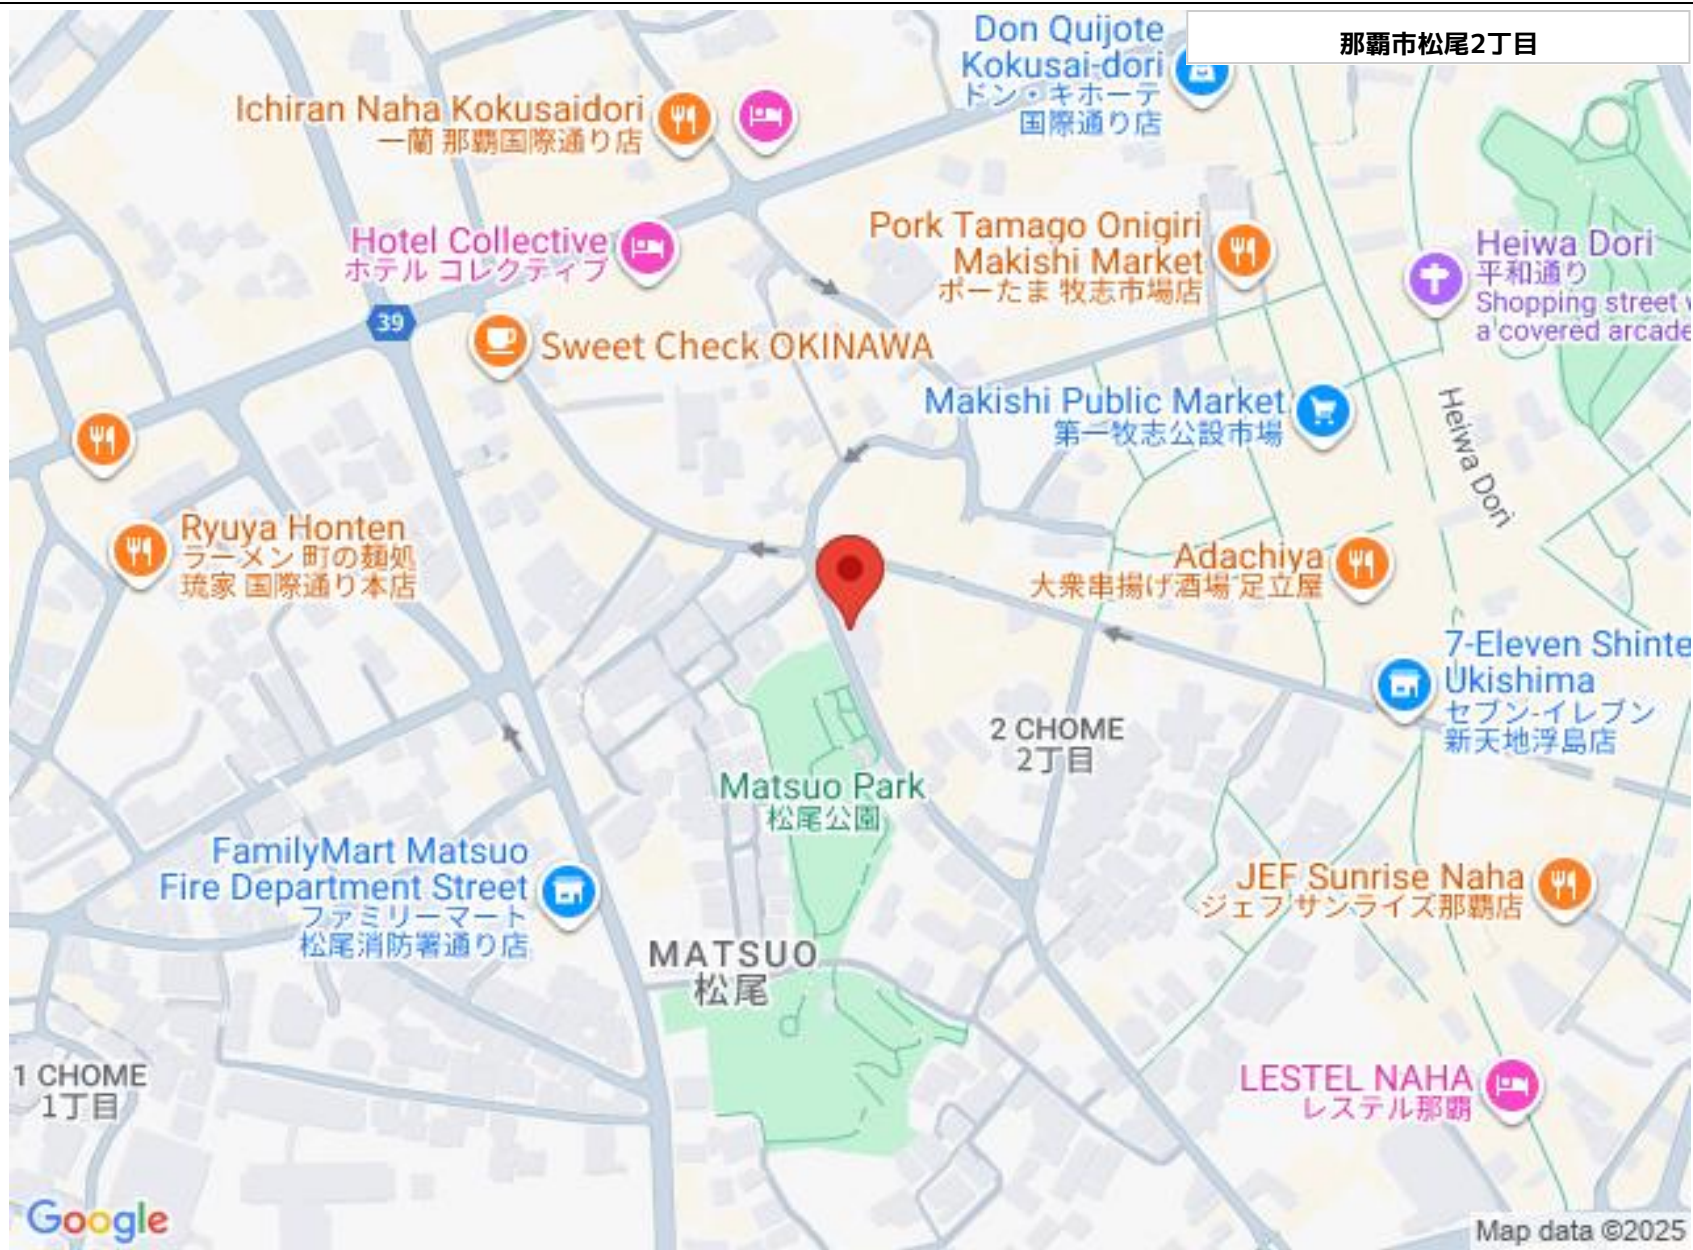 那覇市松尾2丁目
Don Quijote
Kokusai-dori
ドン・キホーテ
国際通り店
Ichiran Naha Kokusaidori
一蘭 那覇国際通り店
Pork Tamago Onigiri
Makishi Market
ポーたま 牧志市場店
Hotel Collective
ホテル コレクティブ
Heiwa Dori
平和通り
Shopping street
a covered arcade
39
Sweet Check OKINAWA
Makishi Public Market
第一牧志公設市場
Heiwa Dori
Ryuya Honten
ラーメン 町の麺処
琉家 国際通り本店
Adachiya
大衆串揚げ酒場 足立屋
7-Eleven Shinte
Ukishima
セブン-イレブン
新天地浮島店
2 CHOME
2丁目
Matsuo Park
松尾公園
FamilyMart Matsuo
Fire Department Street
ファミリーマート
松尾消防署通り店
JEF Sunrise Naha
ジェフ サンライズ那覇店
MATSUO
松尾
1 CHOME
1丁目
LESTEL NAHA
レステル那覇
Google
Map data ©2025